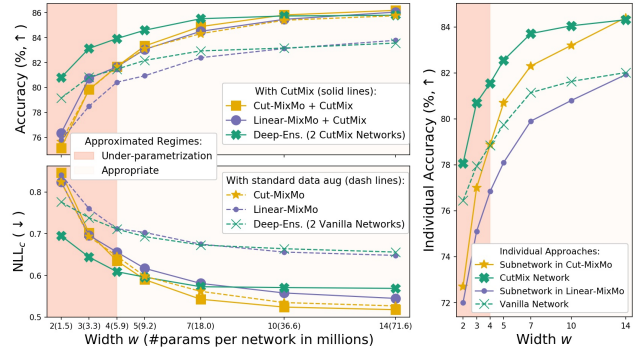 86
84
82
80
78
76
Accuracy (%,↑)
With CutMix (solid lines):
Cut-MixMo + CutMix
Linear-MixMo + CutMix
Deep-Ens. (2 CutMix Networks)
Approximated Regimes:
Under-parametrization
Appropriate
0.8
0.7
0.6
0.5
NLLc (↓)
With standard data aug (dash lines):
Cut-MixMo
Linear-MixMo
Deep-Ens. (2 Vanilla Networks)
2(1.5) 3(3.3) 4(5.9) 5(9.2) 7(18.0) 10(36.6) 14(71.6)
Width w (#params per network in millions)
84
82
80
78
76
74
72
Individual Accuracy (%,↑)
Individual Approaches:
Subnetwork in Cut-MixMo
CutMix Network
Subnetwork in Linear-MixMo
Vanilla Network
2 3 4 5 7 10 14
Width w